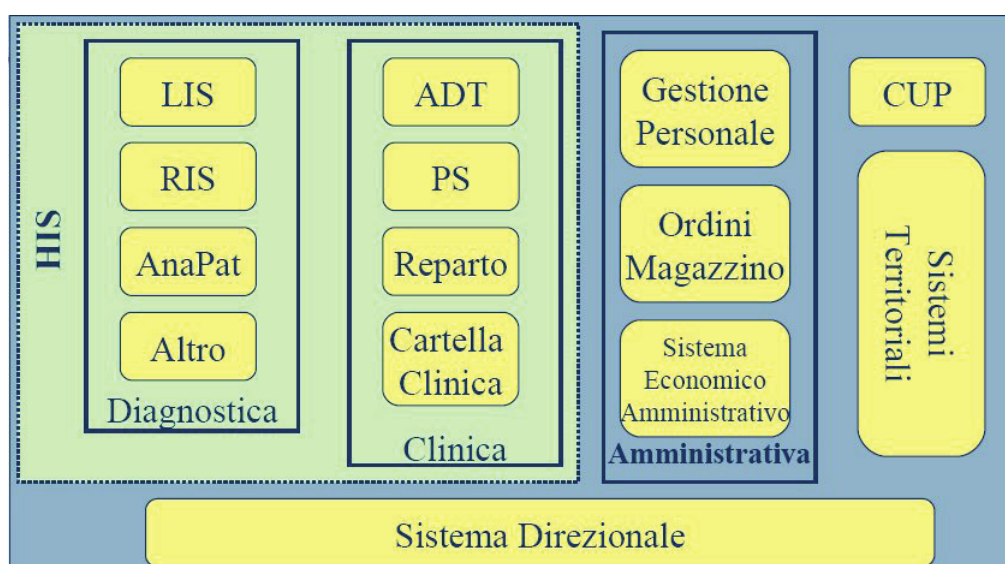 HIS
LIS
RIS
AnaPat
Altro
Diagnostica
ADT
PS
Reparto
Cartella
Clinica
Clinica
Gestione
Personale
Ordini
Magazzino
Sistema
Economico
Amministrativo
Amministrativa
CUP
Sistemi
Territoriali
Sistema Direzionale